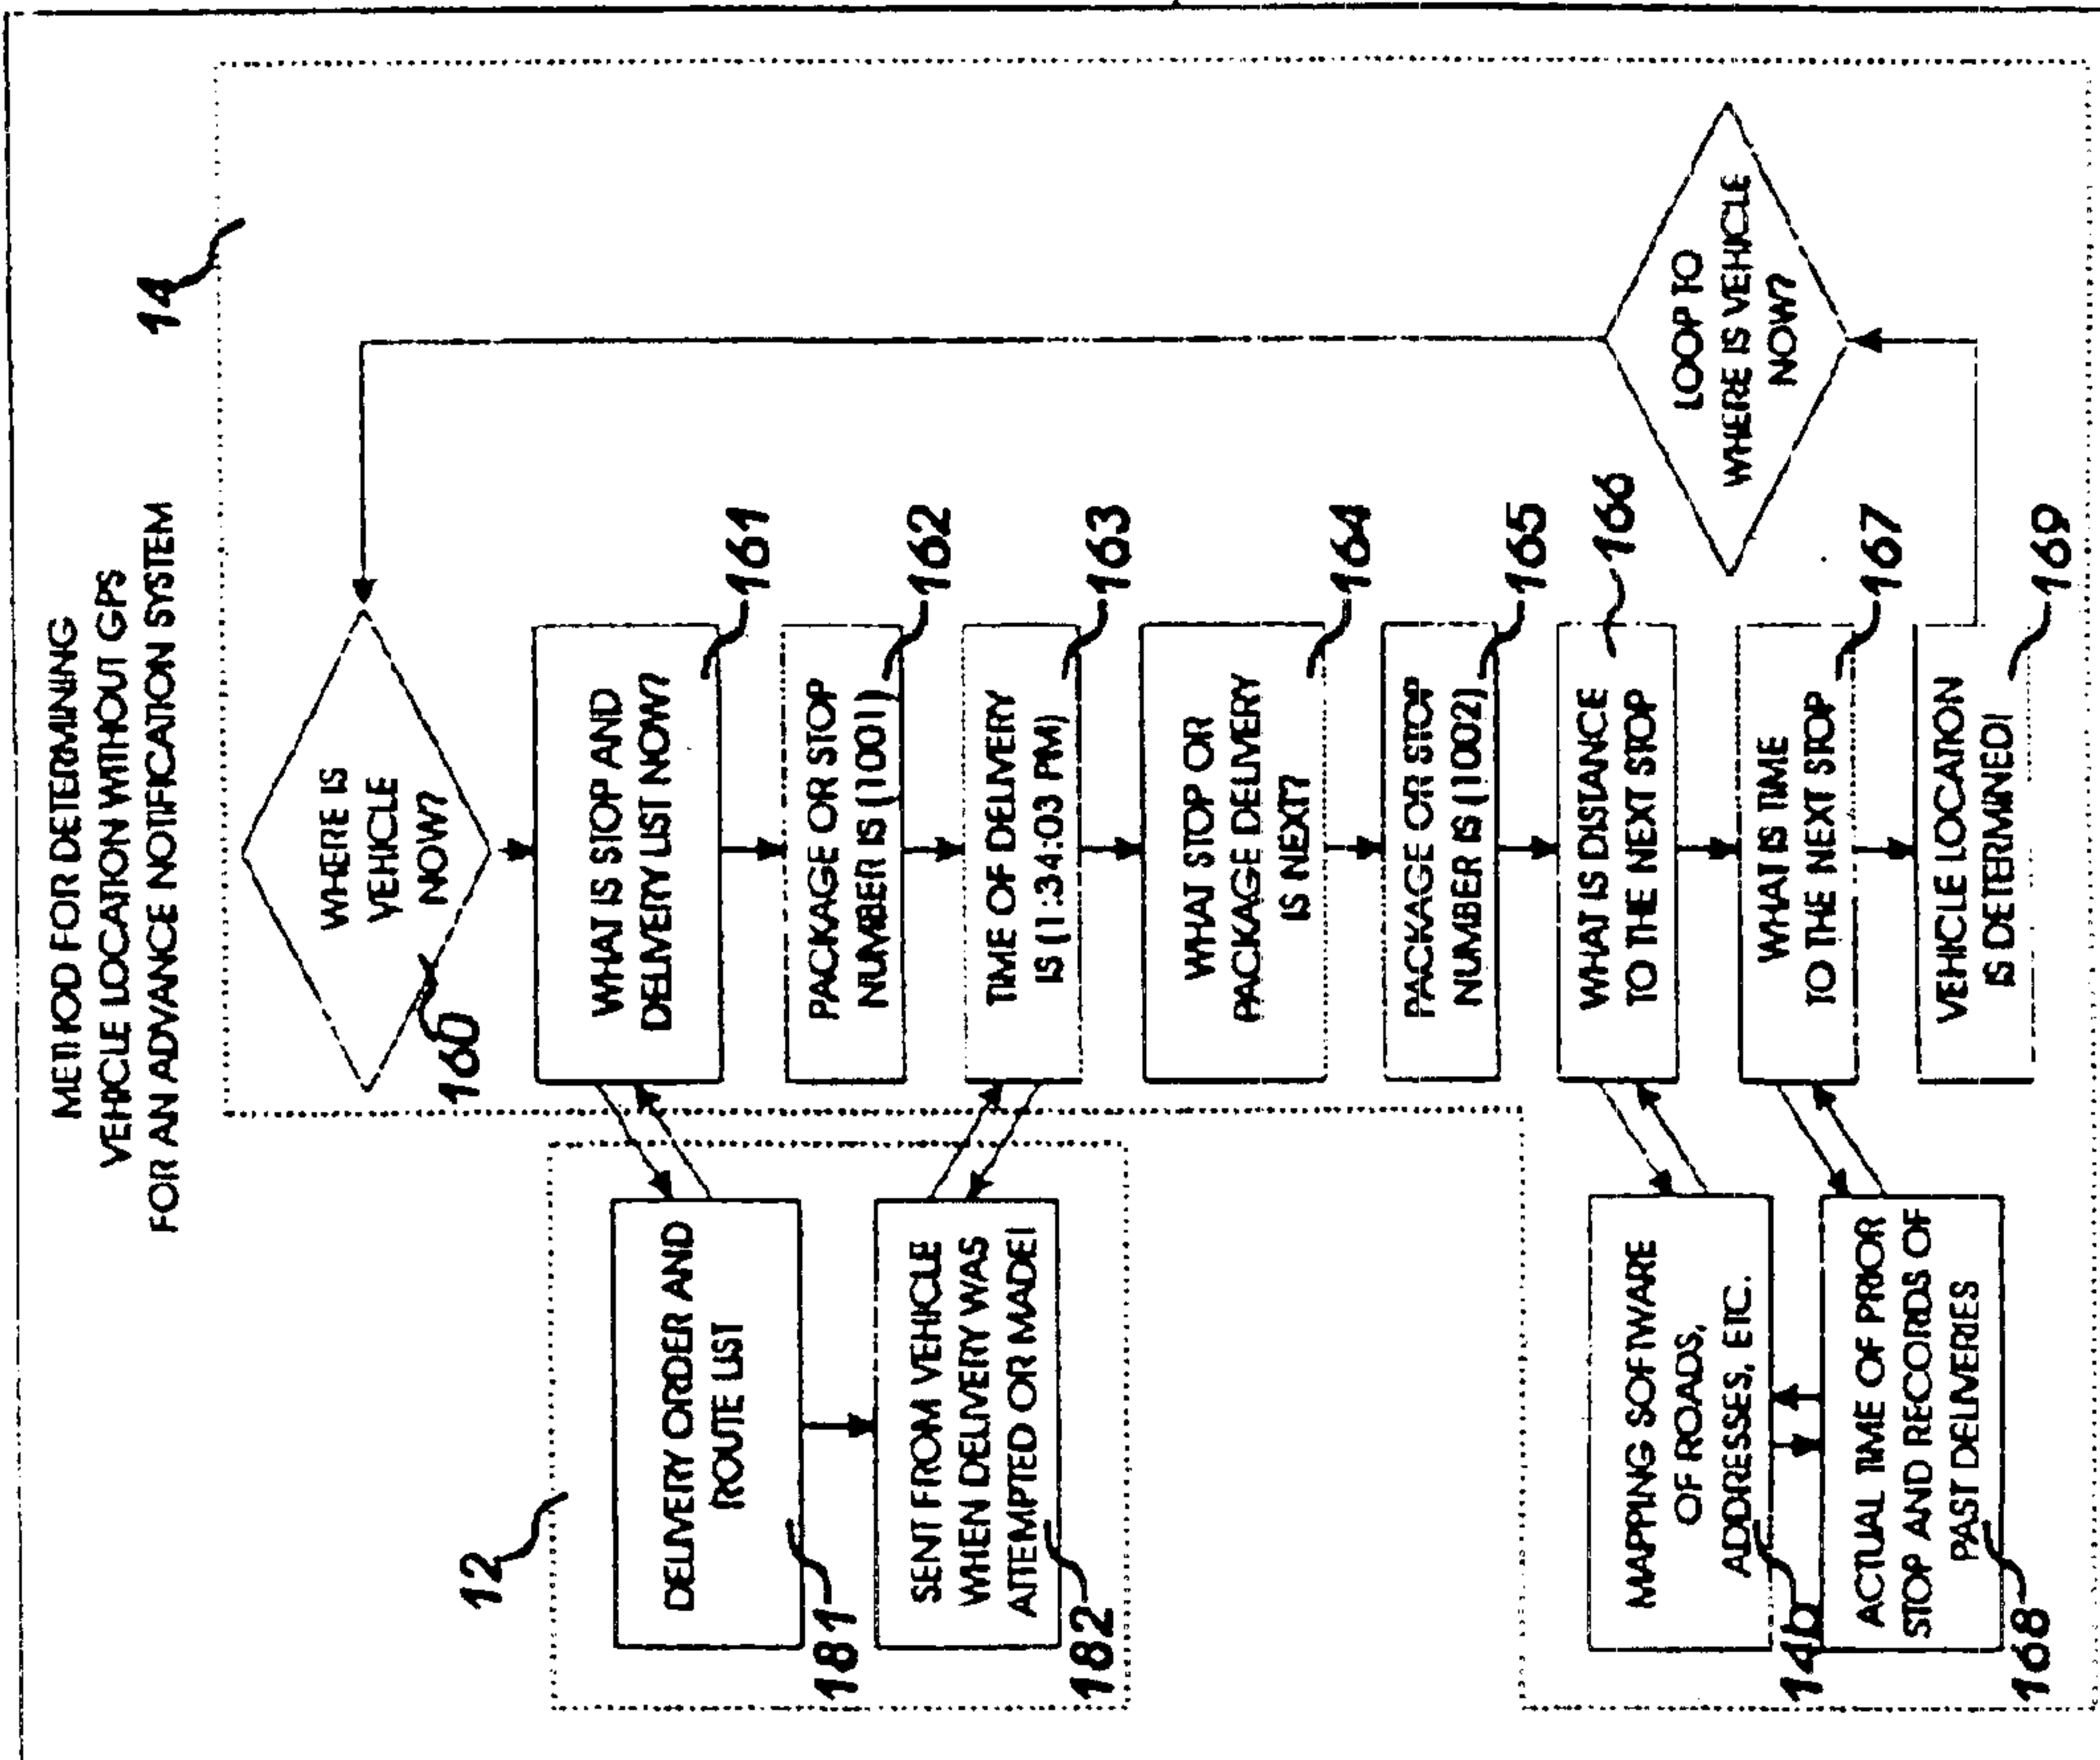 METHOD FOR DETERMINING
VEHICLE LOCATION WITHOUT GPS
FOR AN ADVANCE NOTIFICATION SYSTEM
14
WHERE IS
VEHICLE
NOW?
160
WHAT IS STOP AND
DELIVERY LIST NOW?
161
PACKAGE OR STOP
NUMBER IS (1001)
162
TIME OF DELIVERY
IS (1:34:03 PM)
163
WHAT STOP OR
PACKAGE DELIVERY
IS NEXT?
164
PACKAGE OR STOP
NUMBER IS (1002)
165
WHAT IS DISTANCE
TO THE NEXT STOP
166
WHAT IS TIME
TO THE NEXT STOP
167
VEHICLE LOCATION
IS DETERMINED!
169
LOOP TO
WHERE IS VEHICLE
NOW?
12
DELIVERY ORDER AND
ROUTE LIST
181
SENT FROM VEHICLE
WHEN DELIVERY WAS
ATTEMPTED OR MADE!
182
MAPPING SOFTWARE
OF ROADS,
ADDRESSES, ETC.
14b
ACTUAL TIME OF PRIOR
STOP AND RECORDS OF
PAST DELIVERIES
168